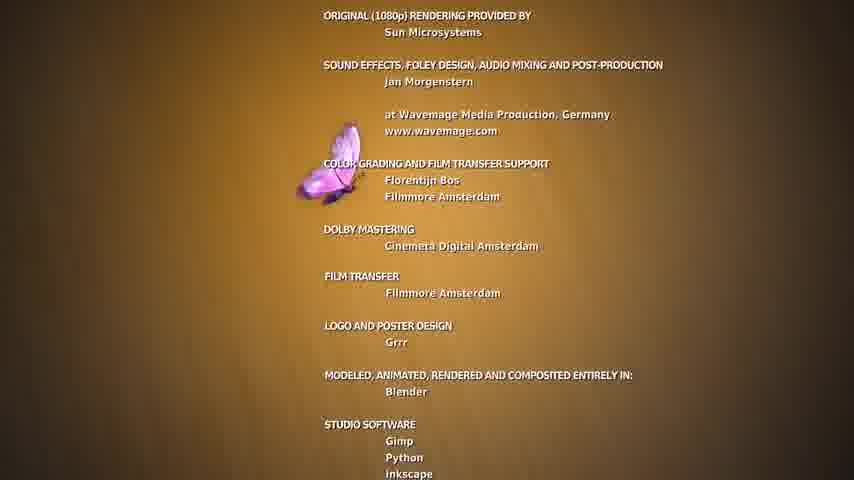 ORIGINAL (1080p) RENDERING PROVIDED BY
Sun Microsystems
SOUND EFFECTS, FOLEY DESIGN, AUDIO MIXING AND POST-PRODUCTION
Jan Morgenstern
at Wavemage Media Production, Germany
www.wavemage.com
COLOR GRADING AND FILM TRANSFER SUPPORT
Florentijn Bos
Filmmore Amsterdam
DOLBY MASTERING
Cinemeta Digital Amsterdam
FILM TRANSFER
Filmmore Amsterdam
LOGO AND POSTER DESIGN
Grrr
MODELED, ANIMATED, RENDERED AND COMPOSITED ENTIRELY IN:
Blender
STUDIO SOFTWARE
Gimp
Python
Inkscape